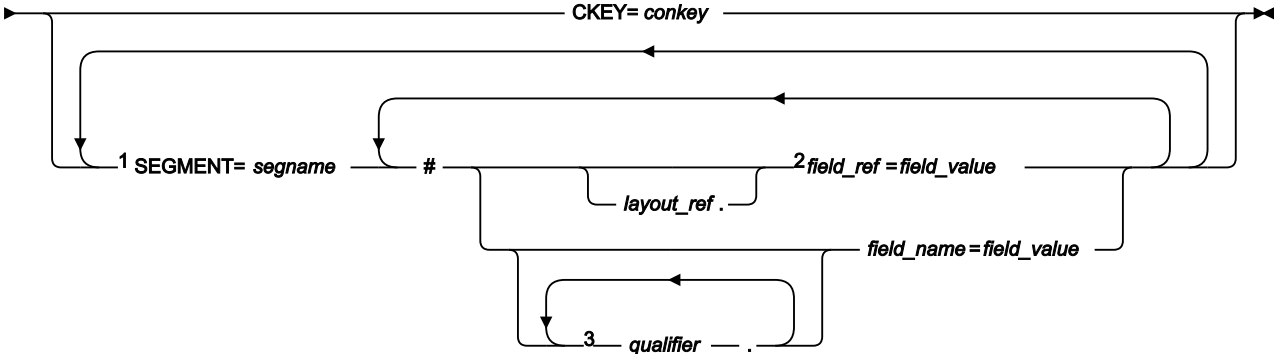 CKEY= conkey
1 SEGMENT= segname # 2 field_ref = field_value
layout_ref .
field_name = field_value
3 qualifier .